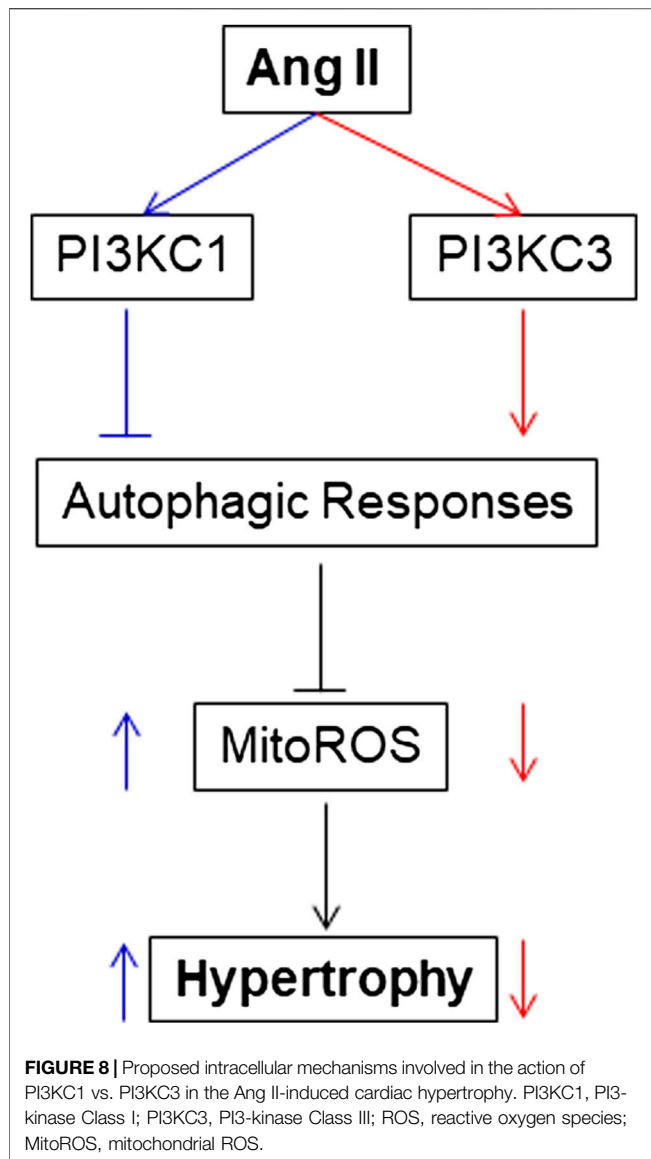 Ang II
PI3KC1 PI3KC3
Autophagic Responses
MitoROS
Hypertrophy
FIGURE 8 | Proposed intracellular mechanisms involved in the action of
PI3KC1 vs. PI3KC3 in the Ang II-induced cardiac hypertrophy. PI3KC1, PI3-
kinase Class I; PI3KC3, PI3-kinase Class III; ROS, reactive oxygen species;
MitoROS, mitochondrial ROS.